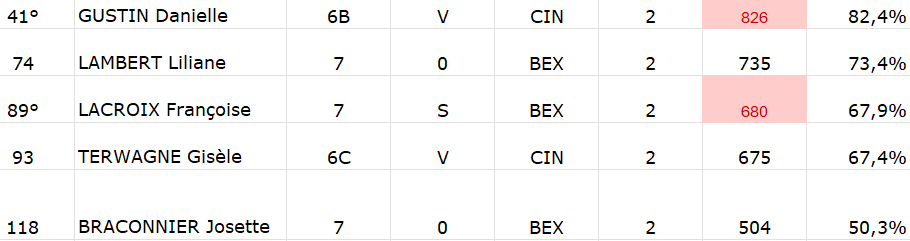 41° GUSTIN Danielle 6B V CIN 2 826 82,4%
74 LAMBERT Liliane 7 0 BEX 2 735 73,4%
89° LACROIX Françoise 7 S BEX 2 680 67,9%
93 TERWAGNE Gisèle 6C V CIN 2 675 67,4%
118 BRACONNIER Josette 7 0 BEX 2 504 50,3%